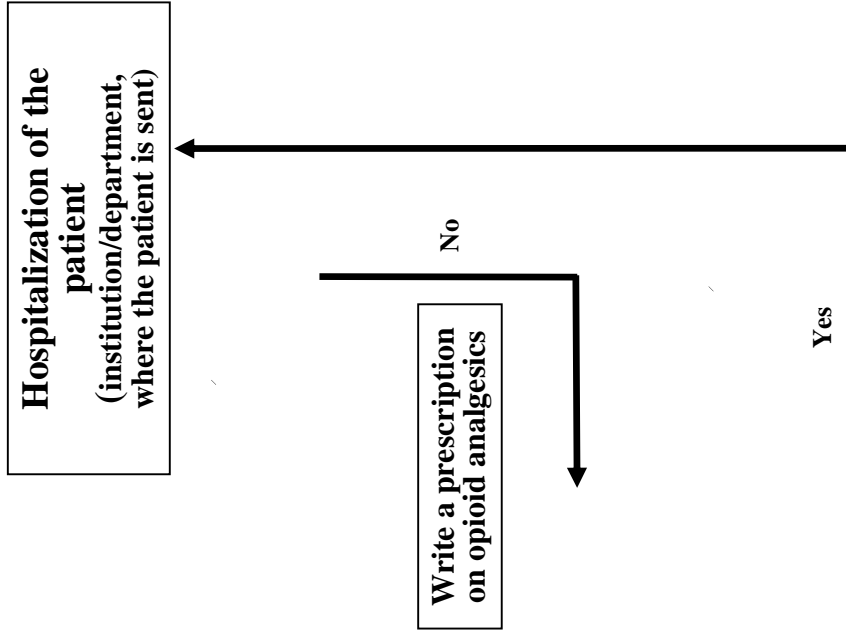 Hospitalization of the
patient
(institution/department,
where the patient is sent)
No
Write a prescription
on opioid analgesics
Yes